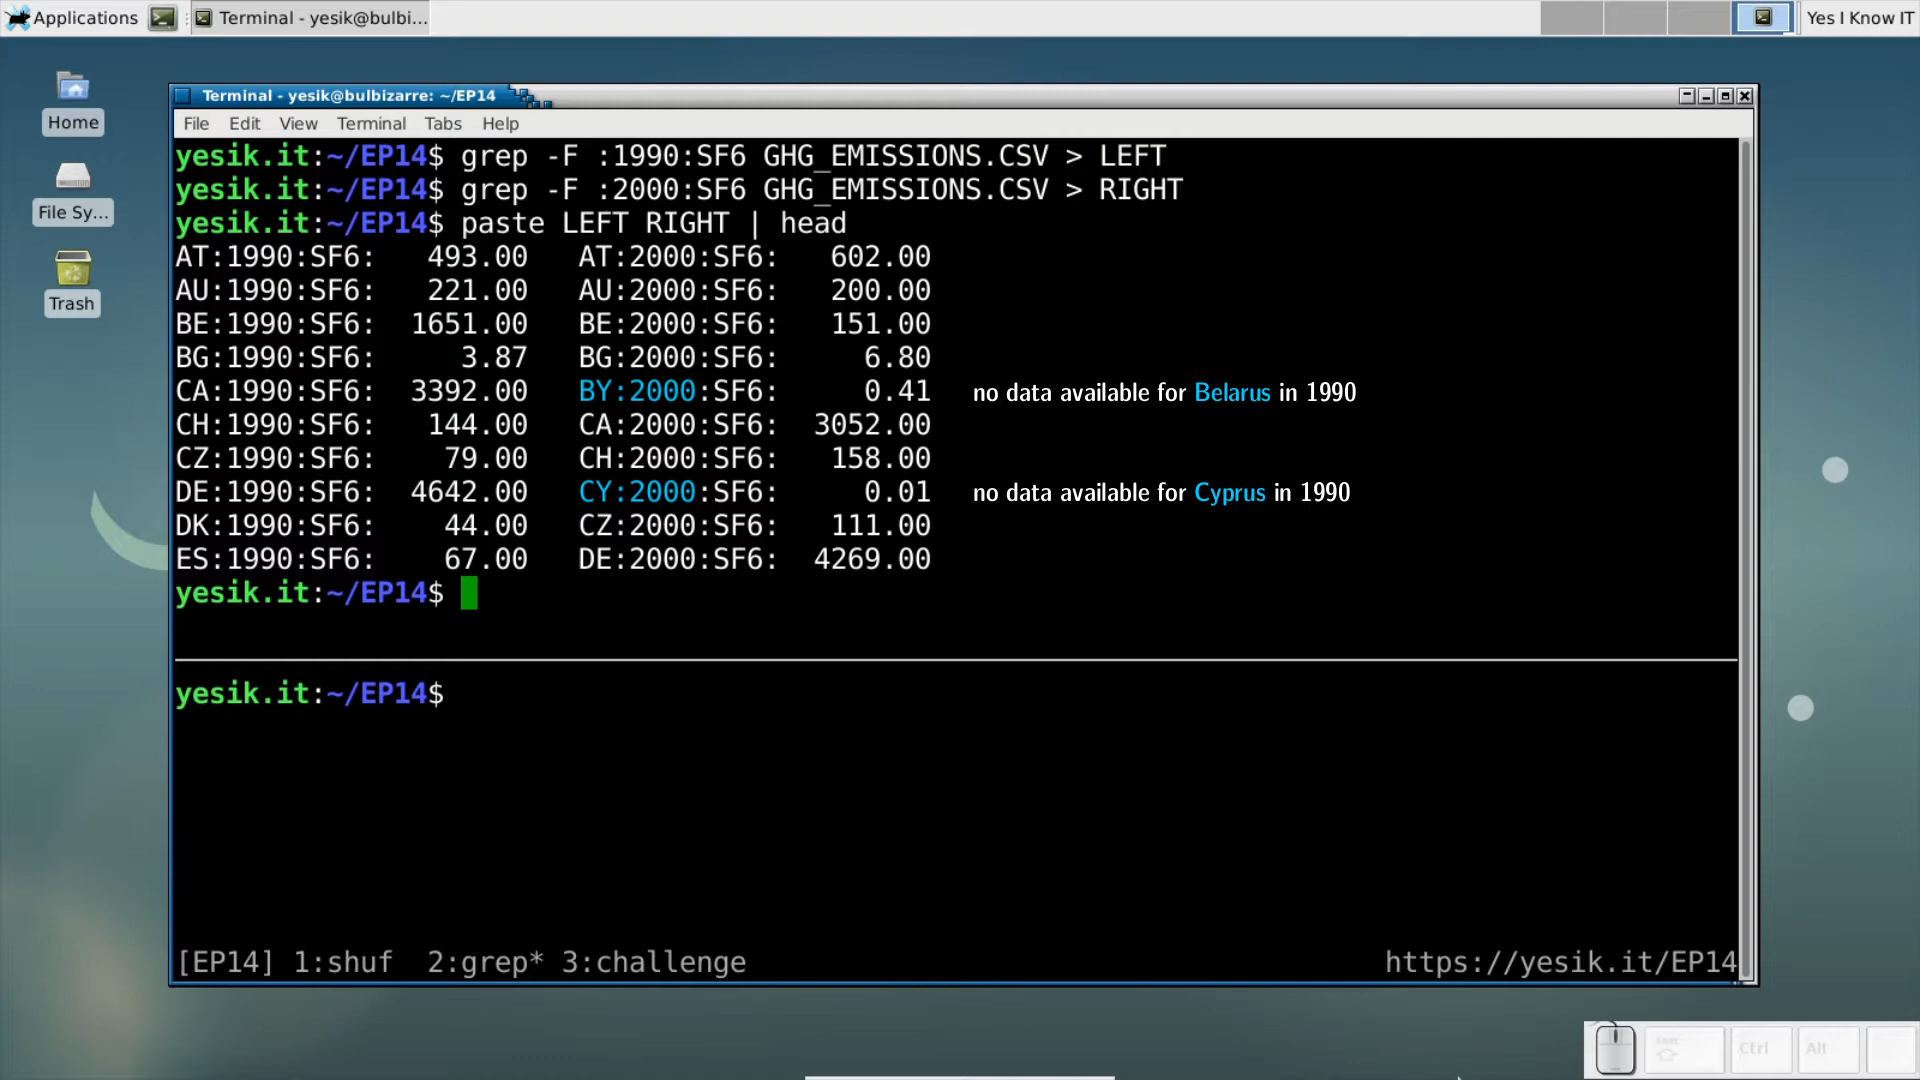 Applications
Terminal - yesik@bulbi...
Yes I Know IT
Home
File Sy...
Trash
Terminal - yesik@bulbizarre: ~/EP14
File Edit View Terminal Tabs Help
yesik.it:~/EP14$ grep -F :1990:SF6 GHG_EMISSIONS.CSV > LEFT
yesik.it:~/EP14$ grep -F :2000:SF6 GHG_EMISSIONS.CSV > RIGHT
yesik.it:~/EP14$ paste LEFT RIGHT | head
AT:1990:SF6: 493.00 AT:2000:SF6: 602.00
AU:1990:SF6: 221.00 AU:2000:SF6: 200.00
BE:1990:SF6: 1651.00 BE:2000:SF6: 151.00
BG:1990:SF6: 3.87 BG:2000:SF6: 6.80
CA:1990:SF6: 3392.00 BY:2000:SF6: 0.41 no data available for Belarus in 1990
CH:1990:SF6: 144.00 CA:2000:SF6: 3052.00
CZ:1990:SF6: 79.00 CH:2000:SF6: 158.00
DE:1990:SF6: 4642.00 CY:2000:SF6: 0.01 no data available for Cyprus in 1990
DK:1990:SF6: 44.00 CZ:2000:SF6: 111.00
ES:1990:SF6: 67.00 DE:2000:SF6: 4269.00
yesik.it:~/EP14$
yesik.it:~/EP14$
[EP14] 1:shuf 2:grep* 3:challenge
https://yesik.it/EP14
Ctrl
Alt